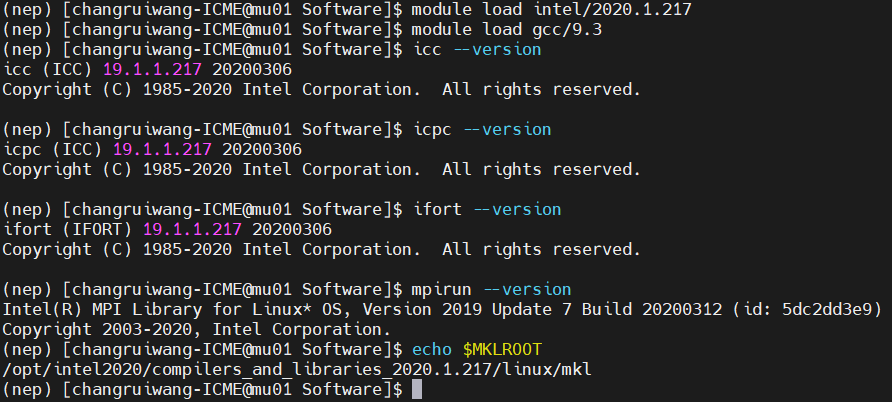 (nep) [changruiwang-ICME@mu01 Software]$ module load intel/2020.1.217
(nep) [changruiwang-ICME@mu01 Software]$ module load gcc/9.3
(nep) [changruiwang-ICME@mu01 Software]$ icc --version
icc (ICC) 19.1.1.217 20200306
Copyright (C) 1985-2020 Intel Corporation.  All rights reserved.

(nep) [changruiwang-ICME@mu01 Software]$ icpc --version
icpc (ICC) 19.1.1.217 20200306
Copyright (C) 1985-2020 Intel Corporation.  All rights reserved.

(nep) [changruiwang-ICME@mu01 Software]$ ifort --version
ifort (IFORT) 19.1.1.217 20200306
Copyright (C) 1985-2020 Intel Corporation.  All rights reserved.

(nep) [changruiwang-ICME@mu01 Software]$ mpirun --version
Intel(R) MPI Library for Linux* OS, Version 2019 Update 7 Build 20200312 (id: 5dc2dd3e9)
Copyright 2003-2020, Intel Corporation.
(nep) [changruiwang-ICME@mu01 Software]$ echo $MKLROOT
/opt/intel2020/compilers_and_libraries_2020.1.217/linux/mkl
(nep) [changruiwang-ICME@mu01 Software]$